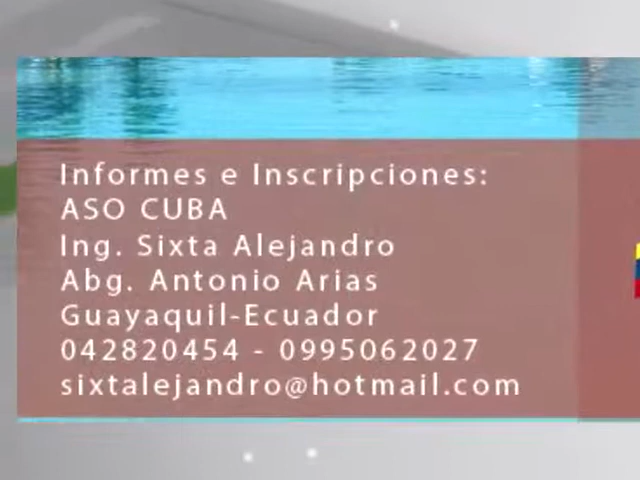 Informes e Inscripciones:
ASO CUBA
Ing. Sixta Alejandro
Abg. Antonio Arias
Guayaquil-Ecuador
042820454 - 0995062027
sixtalejandro@hotmail.com